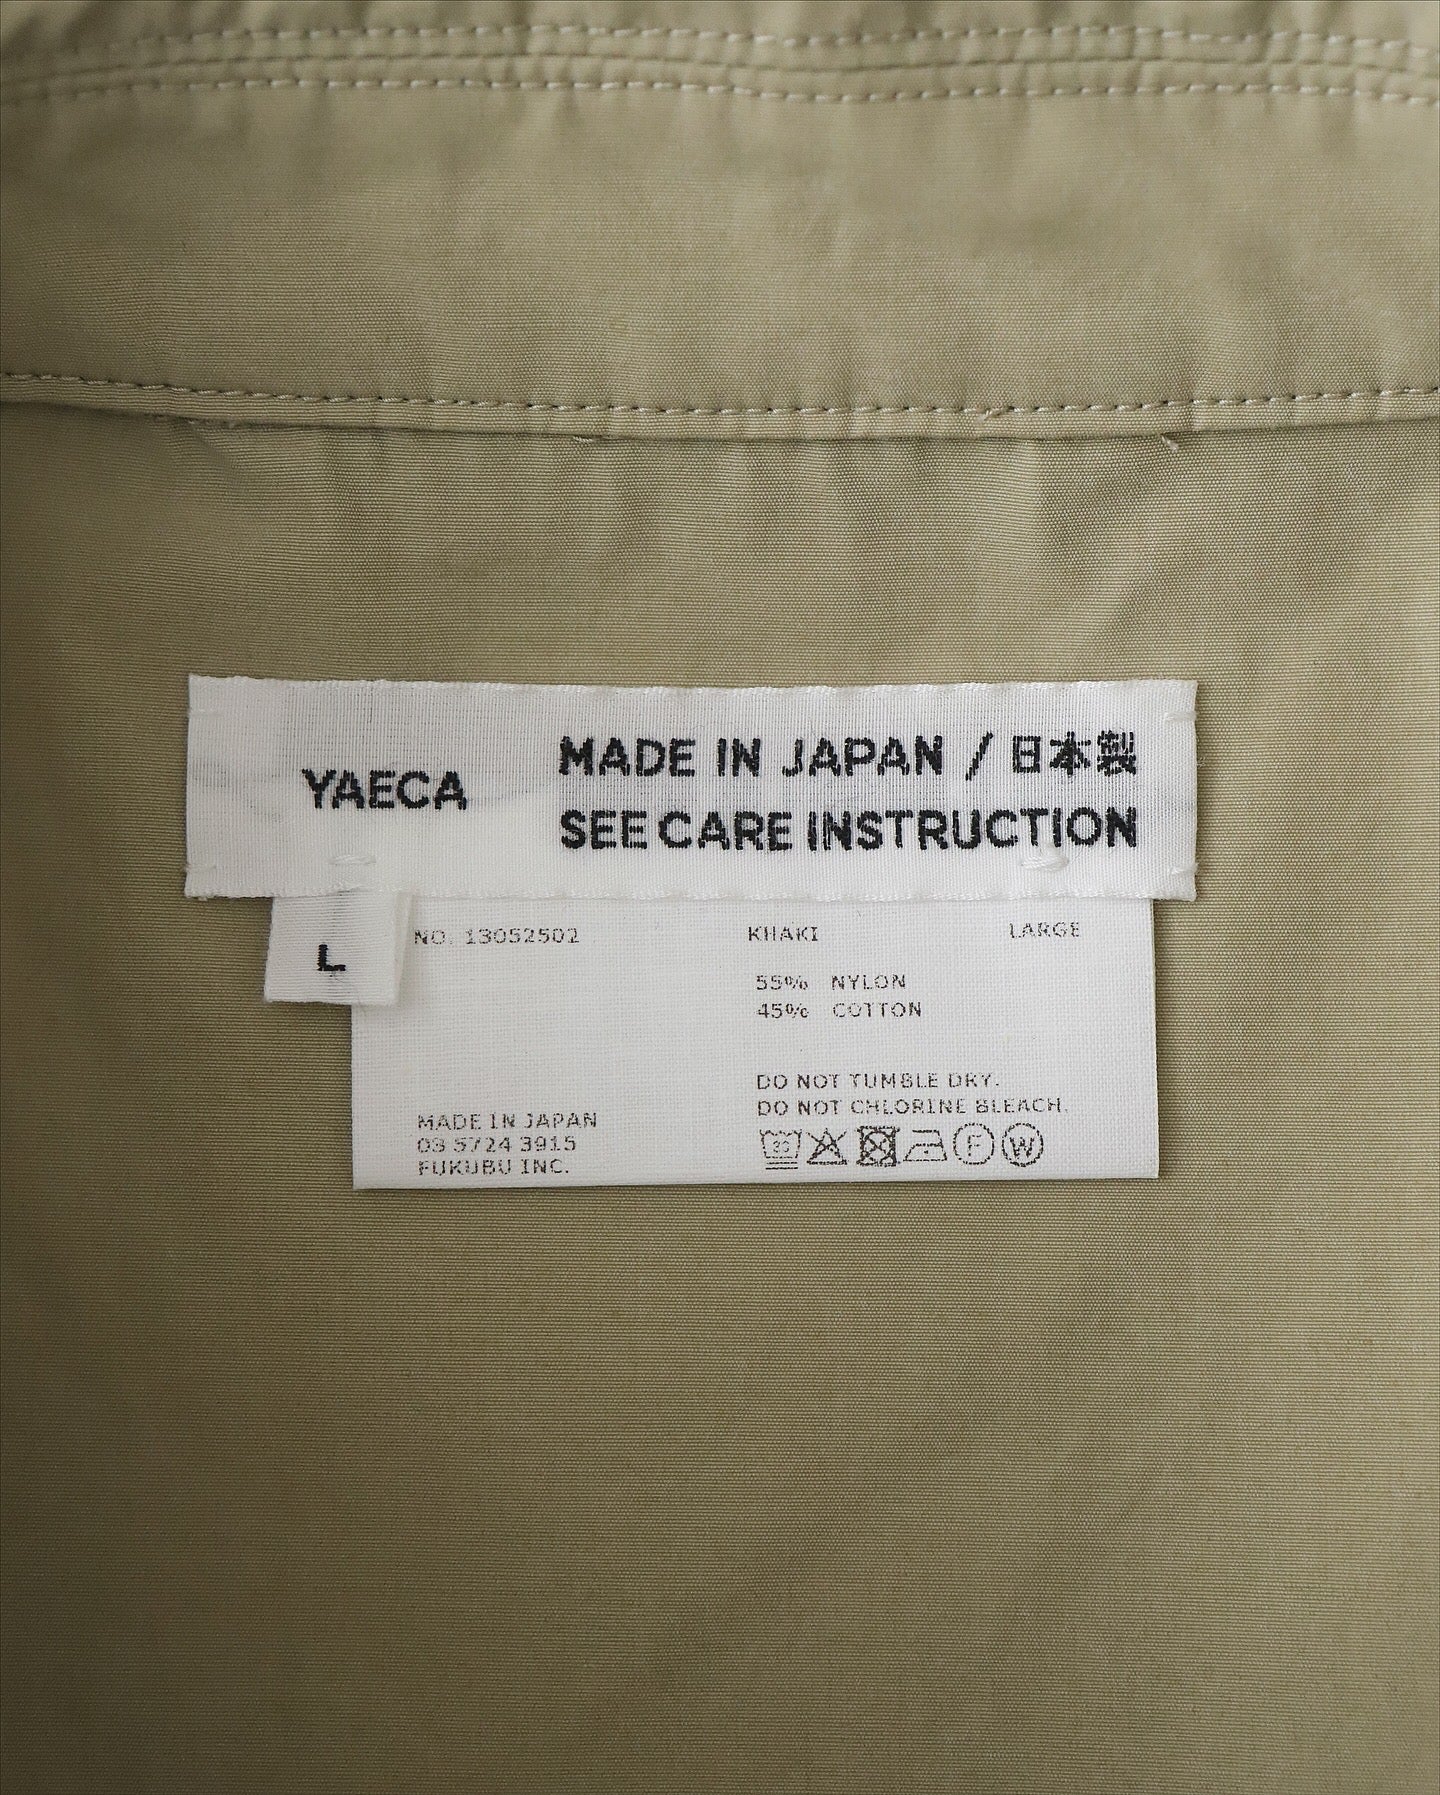 YAECA
MADE IN JAPAN / 日本製
SEE CARE INSTRUCTION
L
NO. 13052502 KHAKI LARGE
55% NYLON
45% COTTON
DO NOT TUMBLE DRY.
DO NOT CHLORINE BLEACH.
MADE IN JAPAN
03 5724 3915
FUKUBU INC.
30 F W